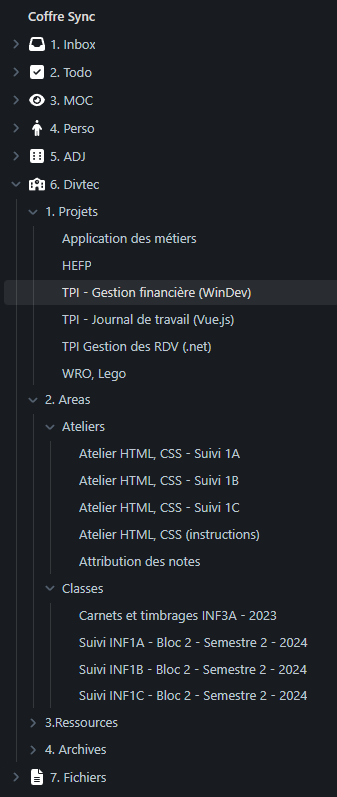 Coffre Sync
1. Inbox
2. Todo
3. MOC
4. Perso
5. ADJ
6. Divtec
1. Projets
Application des métiers
HEFP
TPI - Gestion financière (WinDev)
TPI - Journal de travail (Vue.js)
TPI Gestion des RDV (.net)
WRO, Lego
2. Areas
Ateliers
Atelier HTML, CSS - Suivi 1A
Atelier HTML, CSS - Suivi 1B
Atelier HTML, CSS - Suivi 1C
Atelier HTML, CSS (instructions)
Attribution des notes
Classes
Carnets et timbrages INF3A - 2023
Suivi INF1A - Bloc 2 - Semestre 2 - 2024
Suivi INF1B - Bloc 2 - Semestre 2 - 2024
Suivi INF1C - Bloc 2 - Semestre 2 - 2024
3.Ressources
4. Archives
7. Fichiers